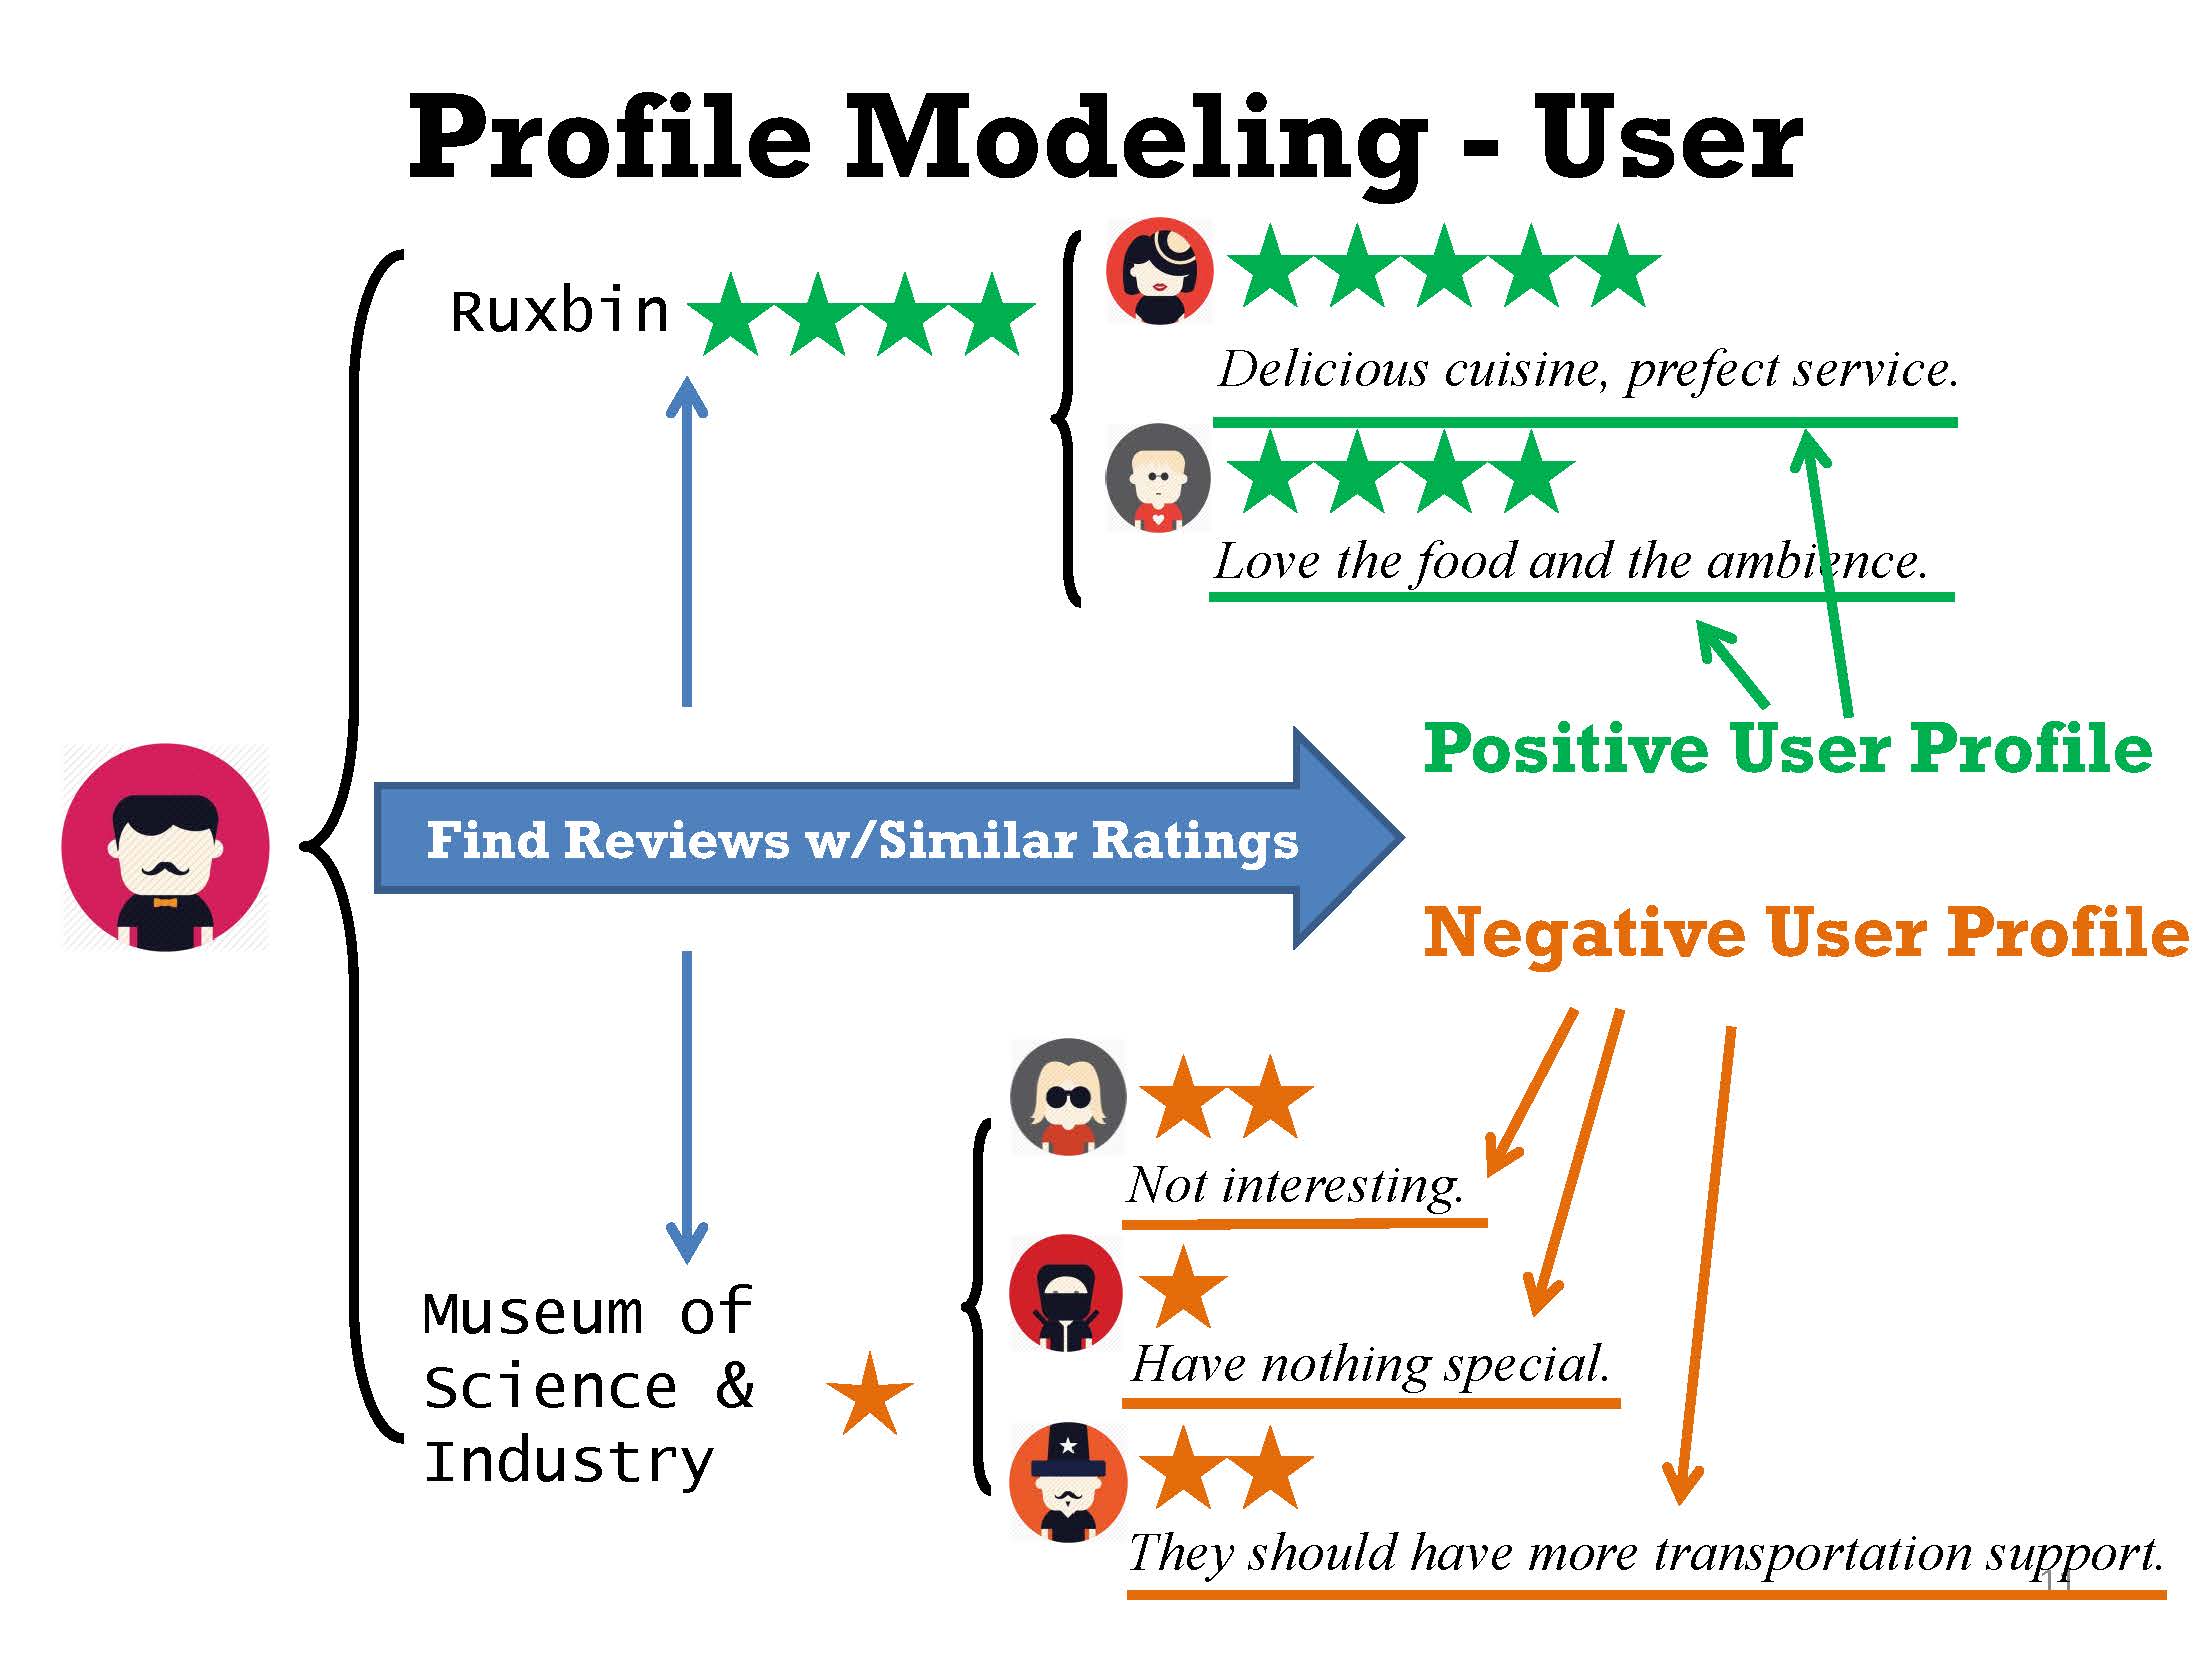 Profile Modeling - User
Ruxbin
Delicious cuisine, prefect service.
Love the food and the ambience.
Positive User Profile
Find Reviews w/Similar Ratings
Negative User Profile
Not interesting.
Museum of
Science &
Industry
Have nothing special.
They should have more transportation support.
11